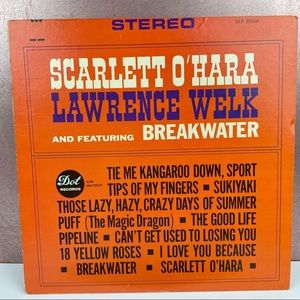 STEREO
SCARLETT O'HARA
LAWRENCE WELK
AND FEATURING BREAKWATER
Dot
RECORDS
TIE ME KANGAROO DOWN, SPORT
TIPS OF MY FINGERS ▪ SUKIYAKI
THOSE LAZY, HAZY, CRAZY DAYS OF SUMMER
PUFF (The Magic Dragon) ▪ THE GOOD LIFE
PIPELINE ▪ CAN'T GET USED TO LOSING YOU
18 YELLOW ROSES ▪ I LOVE YOU BECAUSE
▪ BREAKWATER ▪ SCARLETT O'HARA ▪